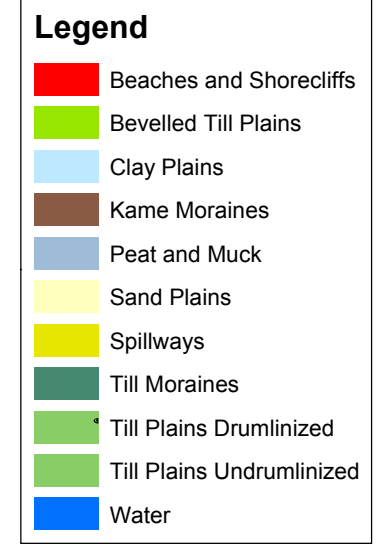 Legend
Beaches and Shorecliffs
Bevelled Till Plains
Clay Plains
Kame Moraines
Peat and Muck
Sand Plains
Spillways
Till Moraines
Till Plains Drumlinized
Till Plains Undrumlinized
Water